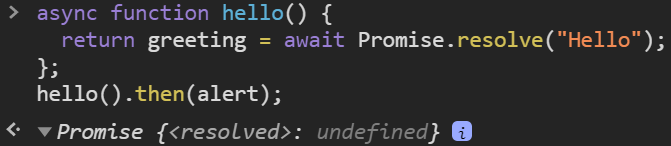 > async function hello() {
return greeting = await Promise.resolve("Hello");
};
hello().then(alert);
<· ▼Promise {<resolved>: undefined} i